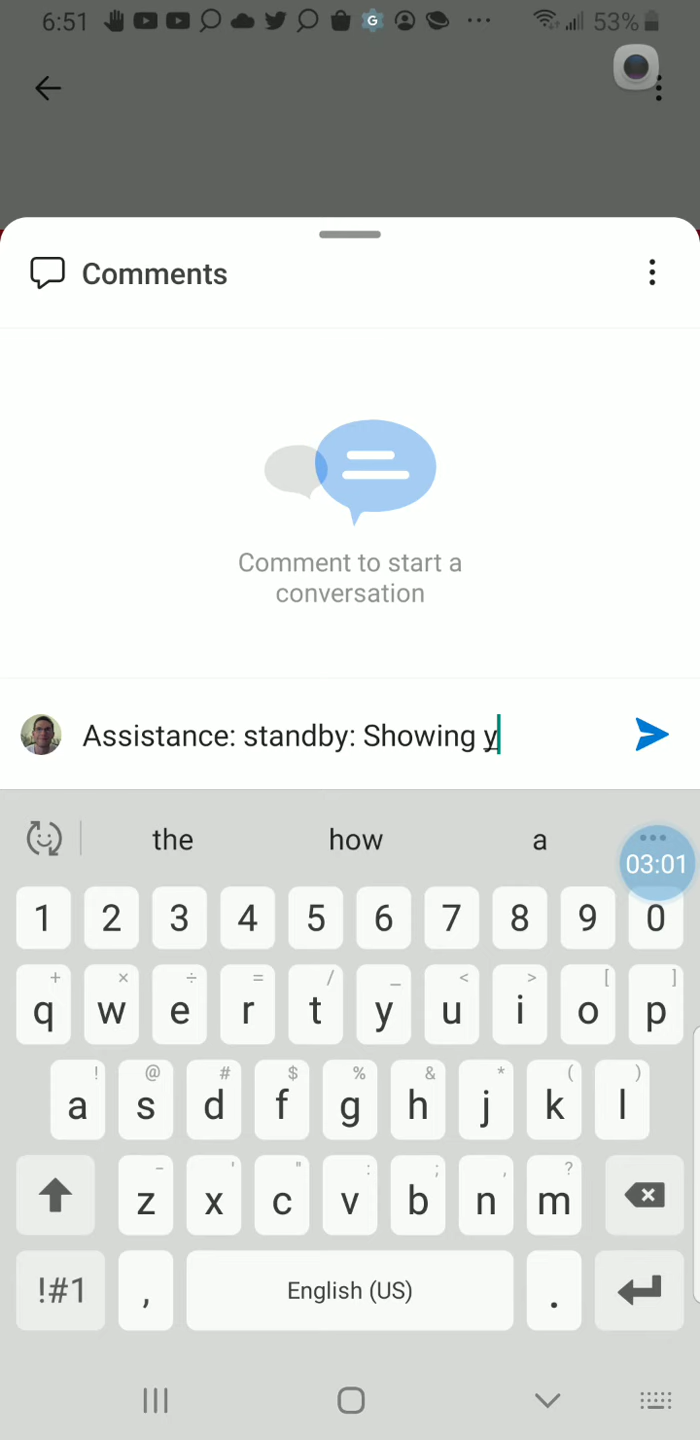 6:51 53%
Comments
Comment to start a
conversation
Assistance: standby: Showing y
the how a
03:01
1 2 3 4 5 6 7 8 9 0
+ × ÷ = / _ < > [ ]
q w e r t y u i o p
! @ # $ % & * ( )
a s d f g h j k l
- ' " : ; , ?
z x c v b n m
!#1 , English (US) .